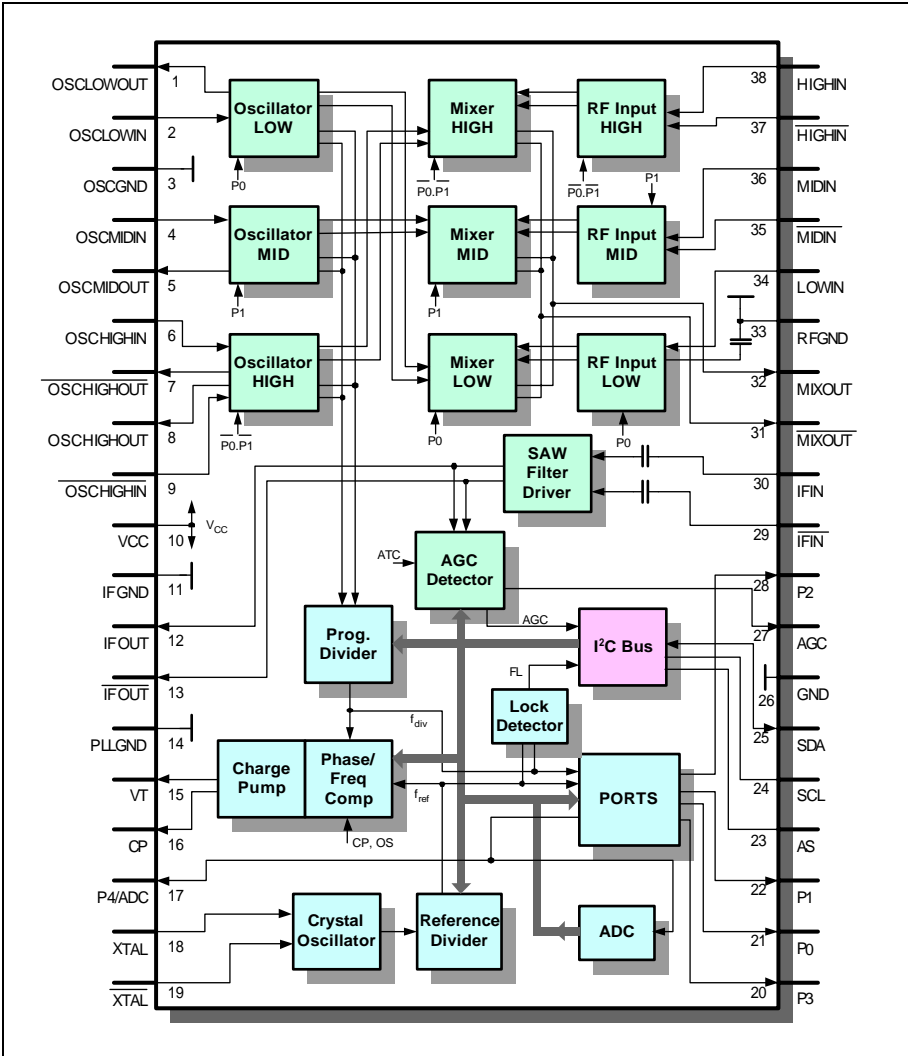 OSCLOWOUT
1
OSCLOWIN
2
OSCGND
3
OSCMIDIN
4
OSCMIDOUT
5
OSCHIGHIN
6
OSCHIGHOUT
7
OSCHIGHOUT
8
OSCHIGHIN
9
VCC
10
VCC
IFGND
11
IFOUT
12
IFOUT
13
PLLGND
14
VT
15
CP
16
P4/ADC
17
XTAL
18
XTAL
19
Oscillator
LOW
P0
Mixer
HIGH
P0.P1
RF Input
HIGH
P0.P1
Oscillator
MID
P1
Mixer
MID
P1
P1
RF Input
MID
Oscillator
HIGH
P0.P1
Mixer
LOW
P0
RF Input
LOW
P0
SAW
Filter
Driver
ATC
AGC
Detector
AGC
Prog.
Divider
I²C Bus
FL
Lock
Detector
fdiv
Charge
Pump
Phase/
Freq
Comp
fref
CP, OS
PORTS
Crystal
Oscillator
Reference
Divider
ADC
38
HIGHIN
37
HIGHIN
36
MIDIN
35
MIDIN
34
LOWIN
33
RFGND
32
MIXOUT
31
MIXOUT
30
IFIN
29
IFIN
28
P2
27
AGC
26
GND
25
SDA
24
SCL
23
AS
22
P1
21
P0
20
P3